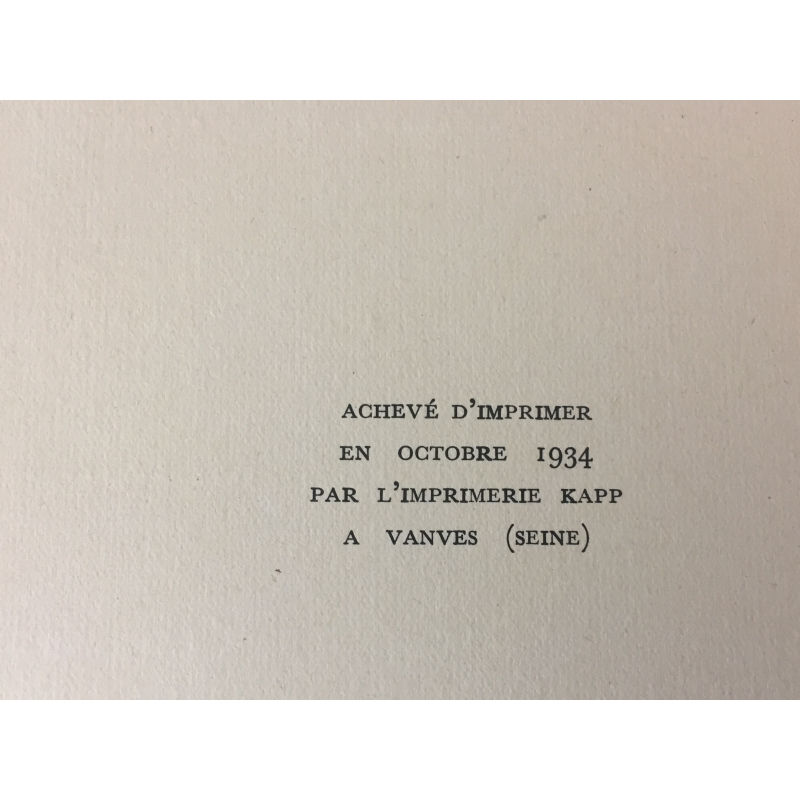 ACHEVÉ D'IMPRIMER
EN OCTOBRE 1934
PAR L'IMPRIMERIE KAPP
A VANVES (SEINE)